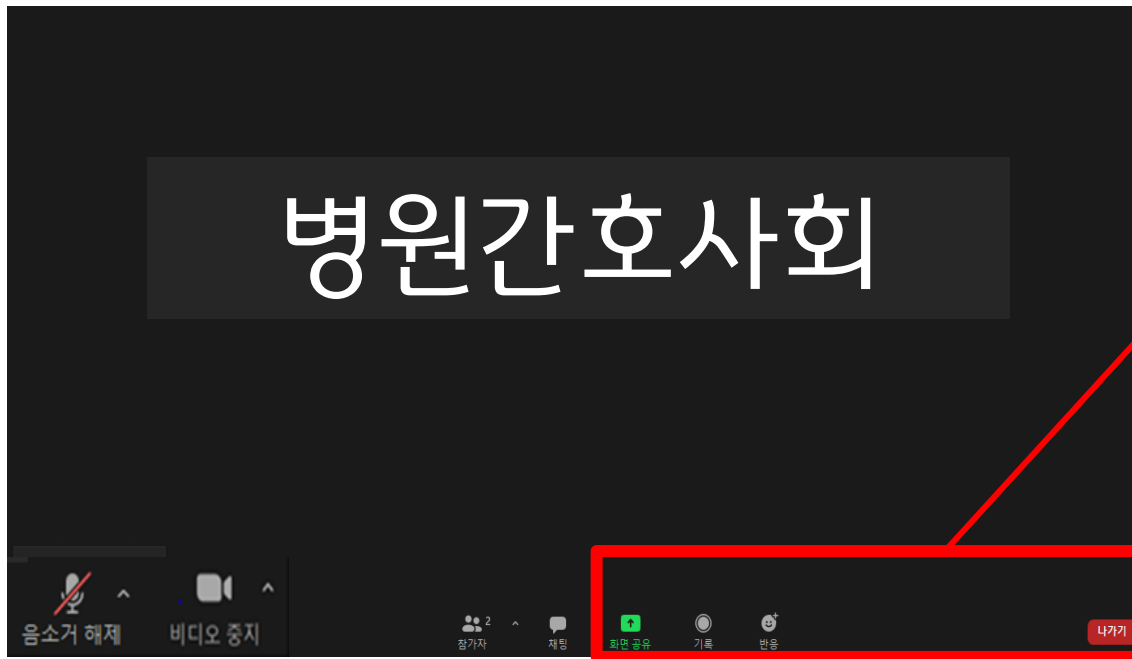 병원간호사회
음소거 해제
비디오 중지
2
참가자
채팅
화면 공유
기록
반응
나가기